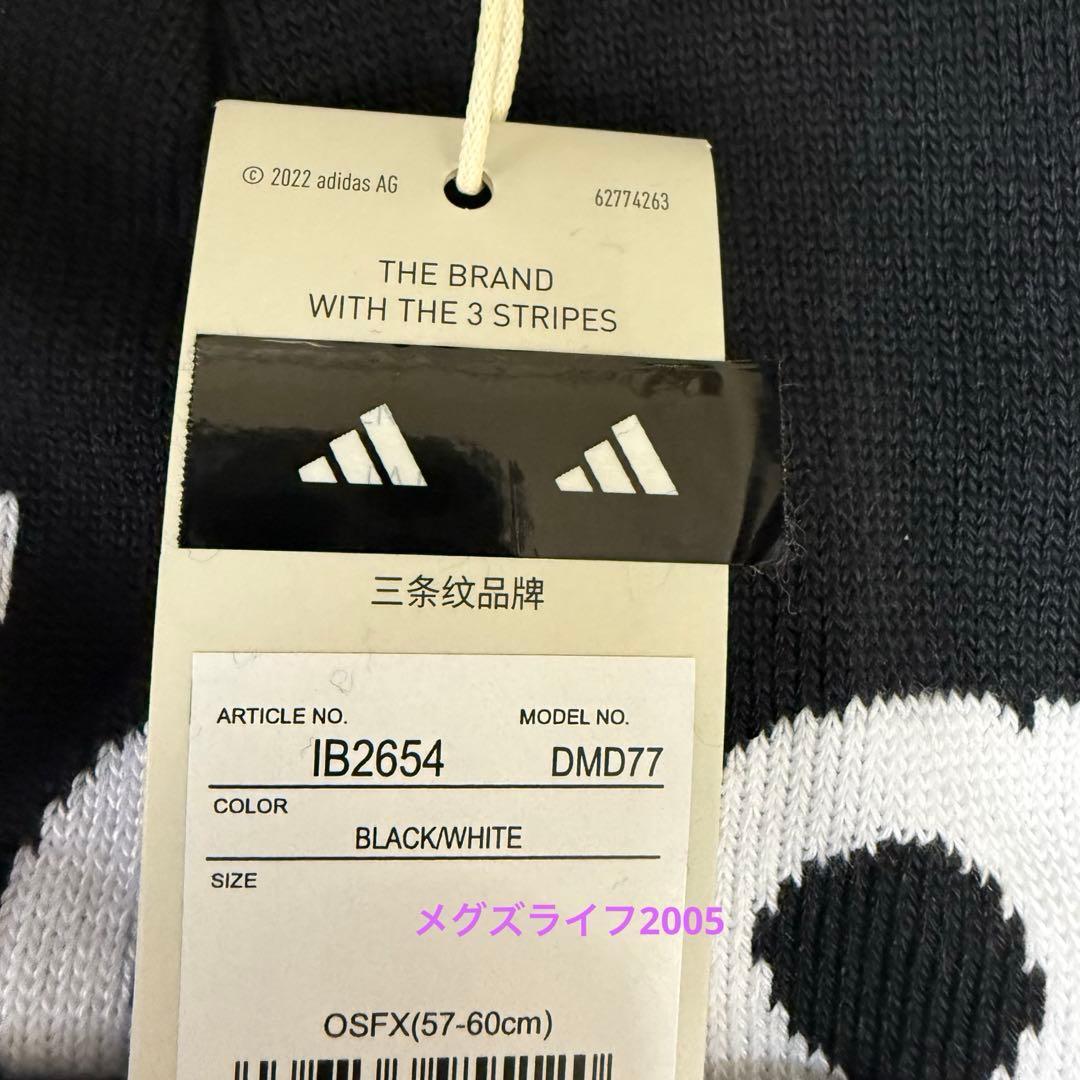 © 2022 adidas AG
62774263
THE BRAND
WITH THE 3 STRIPES
三条纹品牌
ARTICLE NO.
MODEL NO.
IB2654
DMD77
COLOR
BLACK/WHITE
SIZE
メグズライフ2005
OSFX(57-60cm)